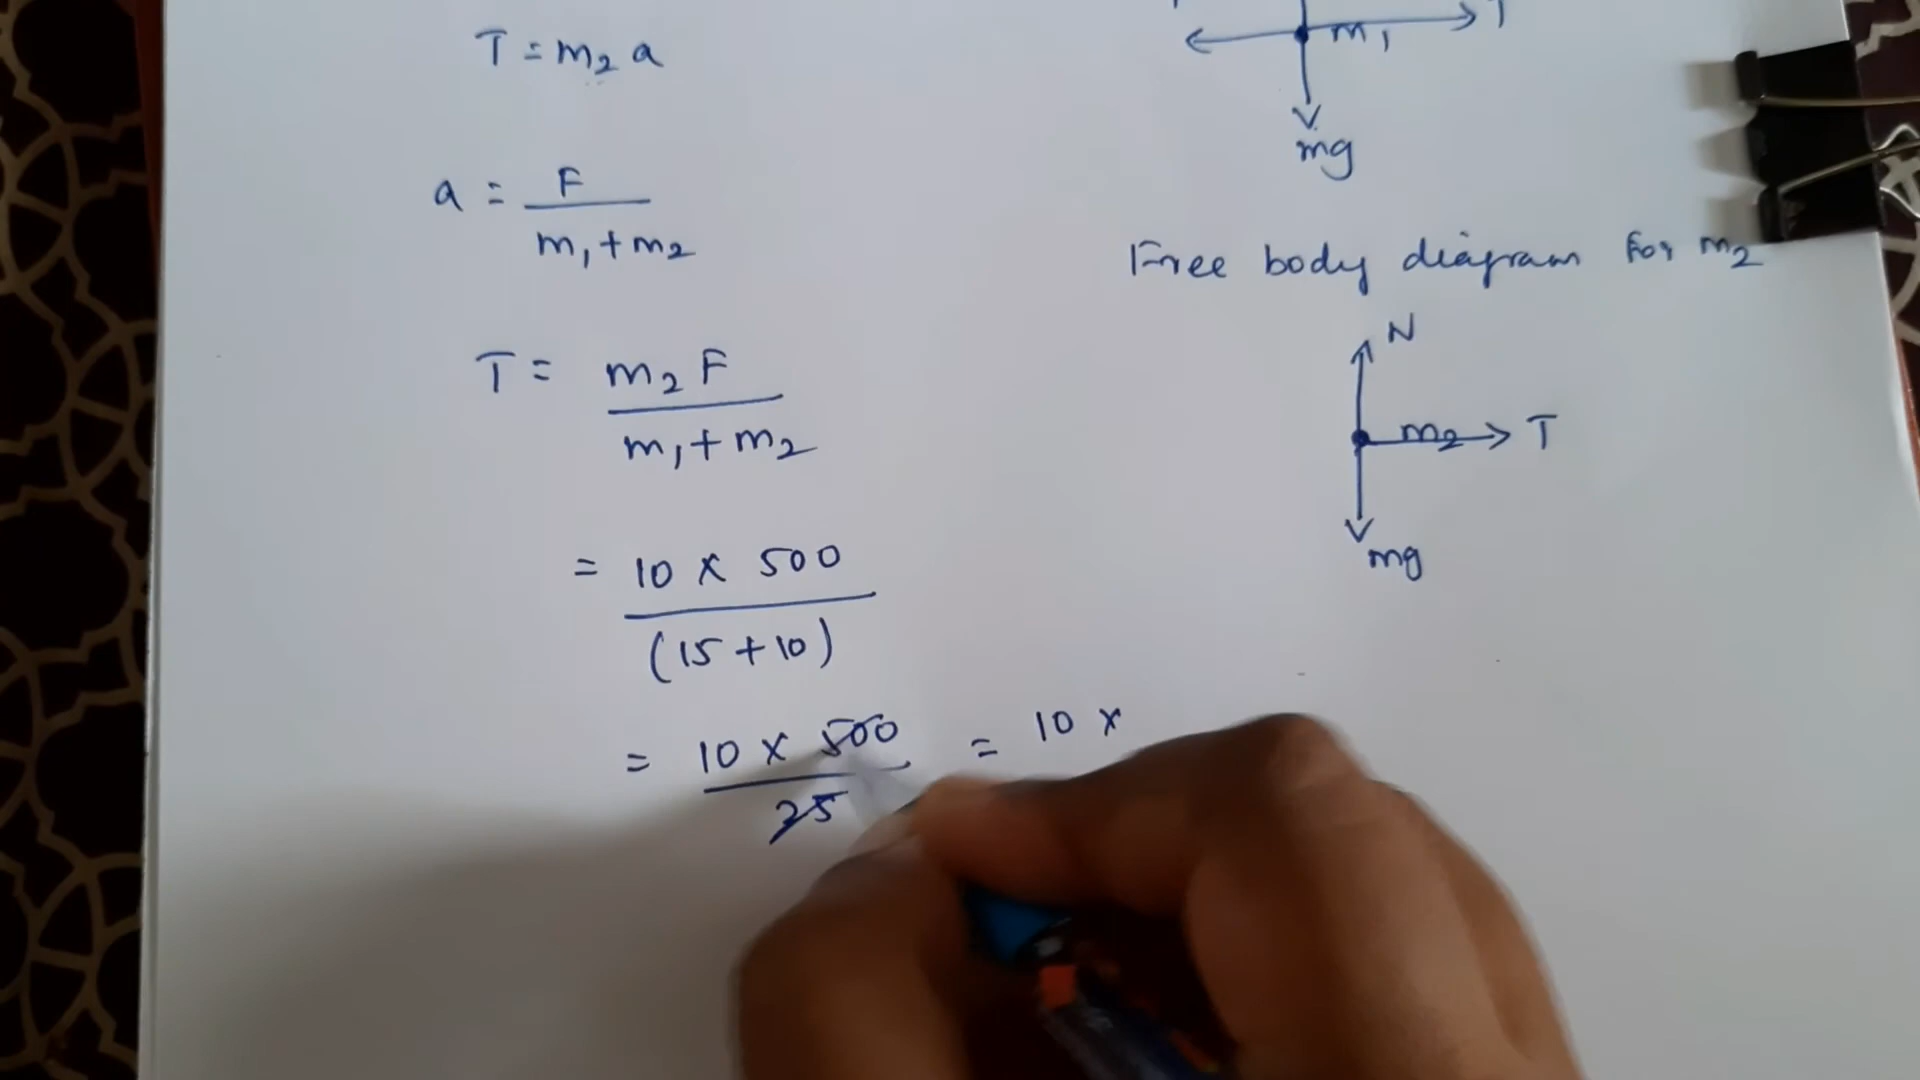 T = m₂ a
a = F / m₁ + m₂
T = m₂ F / m₁ + m₂
= 10 x 500 / (15 + 10)
= 10 x 500 / 25 = 10 x
m₁ T
mg
Free body diagram for m₂
N
m₂ T
mg